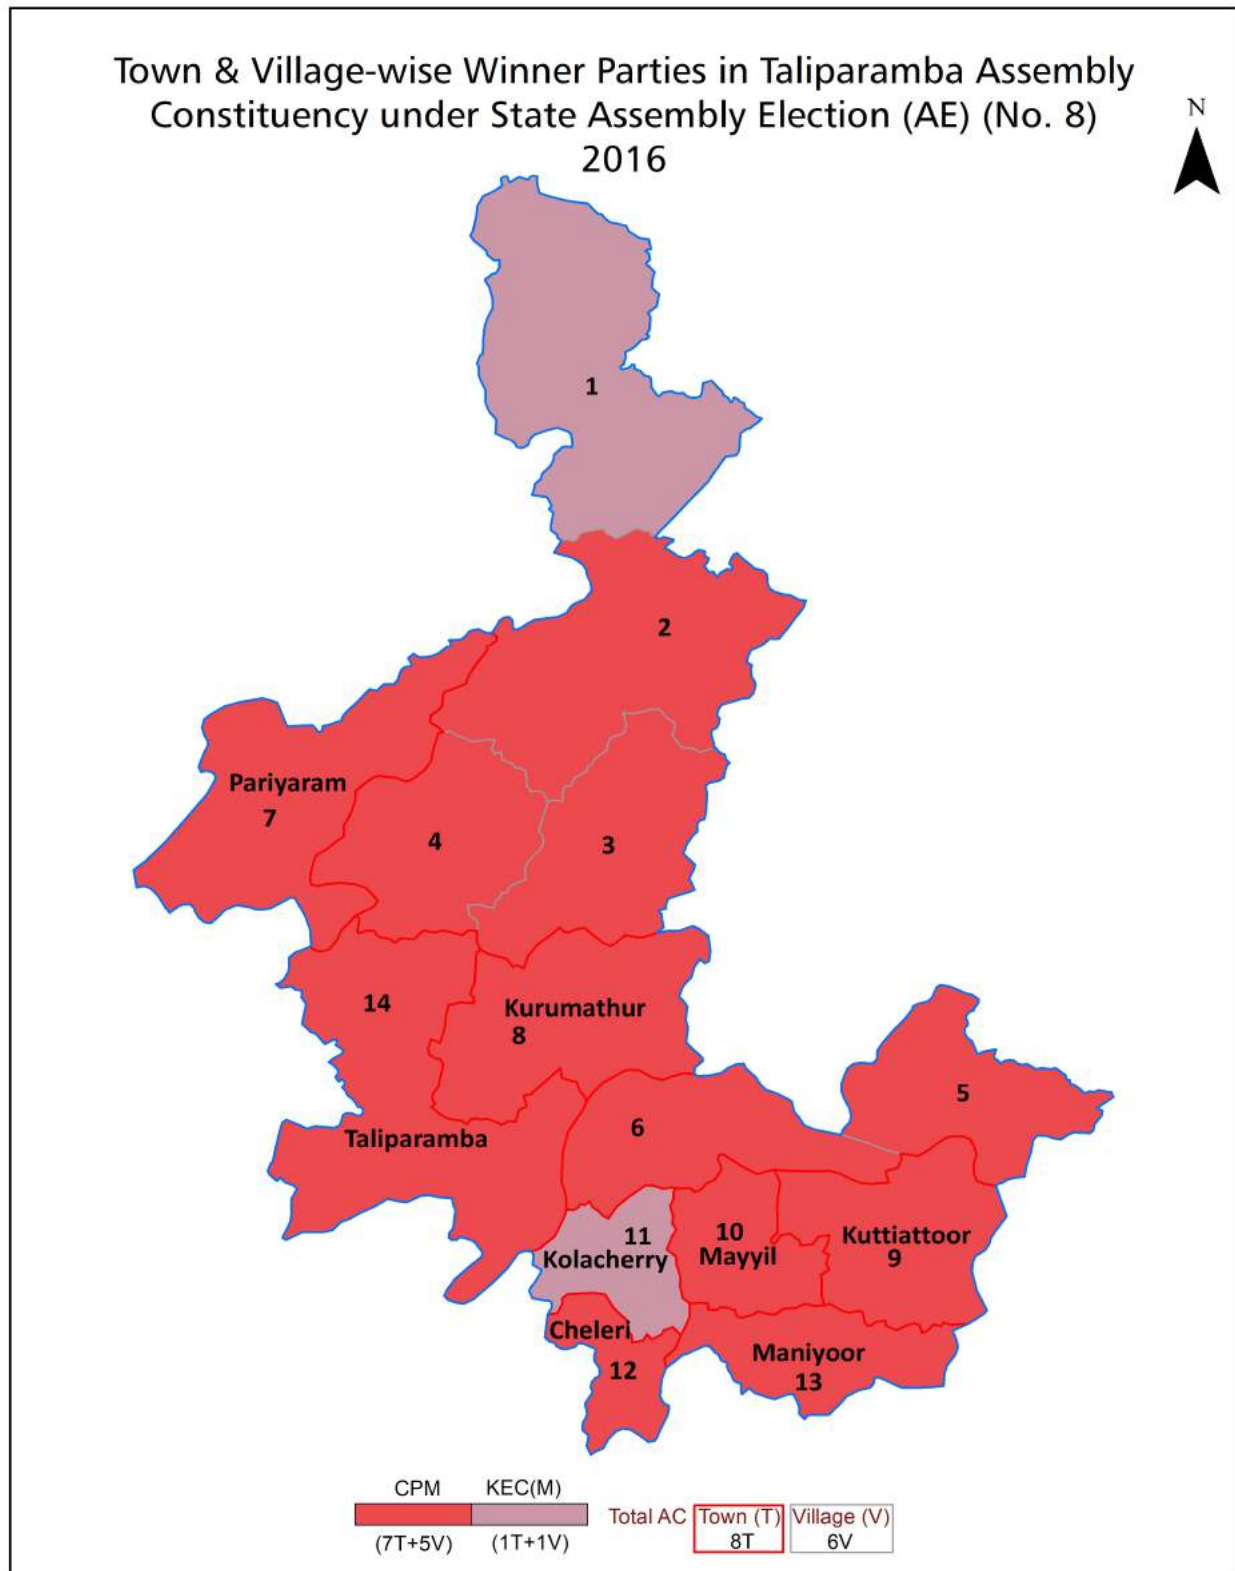 Town & Village-wise Winner Parties in Taliparamba Assembly
Constituency under State Assembly Election (AE) (No. 8)
2016
N
1
2
Pariyaram
7
4
3
14
Kurumathur
8
5
6
Taliparamba
11
Kolacherry
10
Mayyil
Kuttiattoor
9
Cheleri
12
Maniyoor
13
CPM KEC(M)
(7T+5V) (1T+1V)
Total AC Town (T) Village (V)
8T 6V